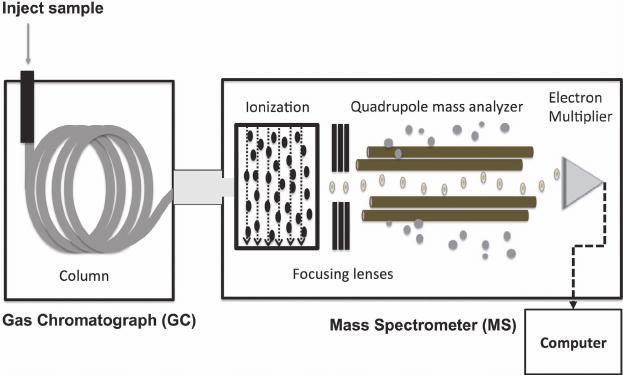 Inject sample
Ionization
Quadrupole mass analyzer
Electron
Multiplier
Column
Focusing lenses
Gas Chromatograph (GC)
Mass Spectrometer (MS)
Computer